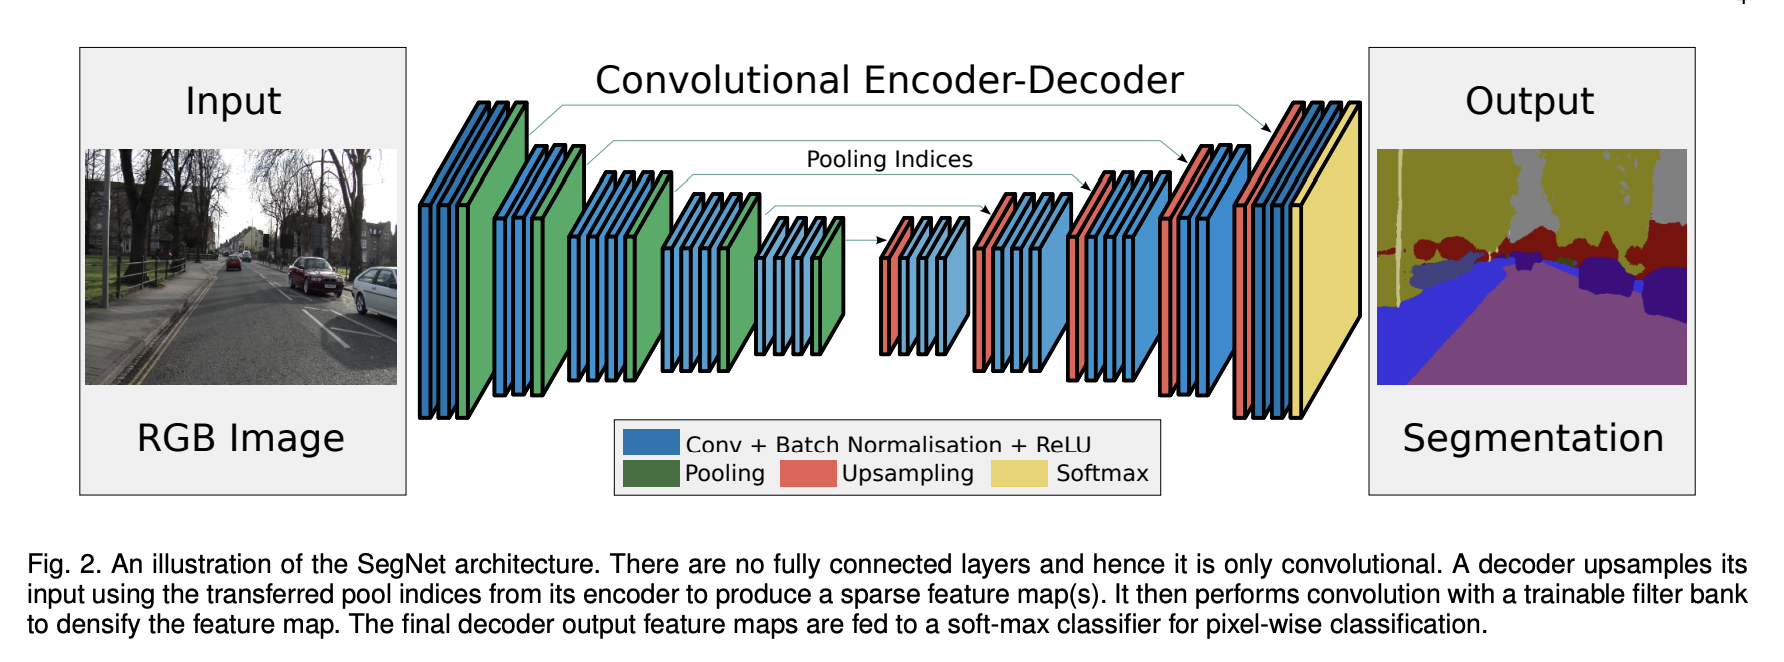 Input
Convolutional Encoder-Decoder
Output
Pooling Indices
RGB Image
Segmentation
Conv + Batch Normalisation + ReLU
Pooling
Upsampling
Softmax
Fig. 2. An illustration of the SegNet architecture. There are no fully connected layers and hence it is only convolutional. A decoder upsamples its
input using the transferred pool indices from its encoder to produce a sparse feature map(s). It then performs convolution with a trainable filter bank
to densify the feature map. The final decoder output feature maps are fed to a soft-max classifier for pixel-wise classification.